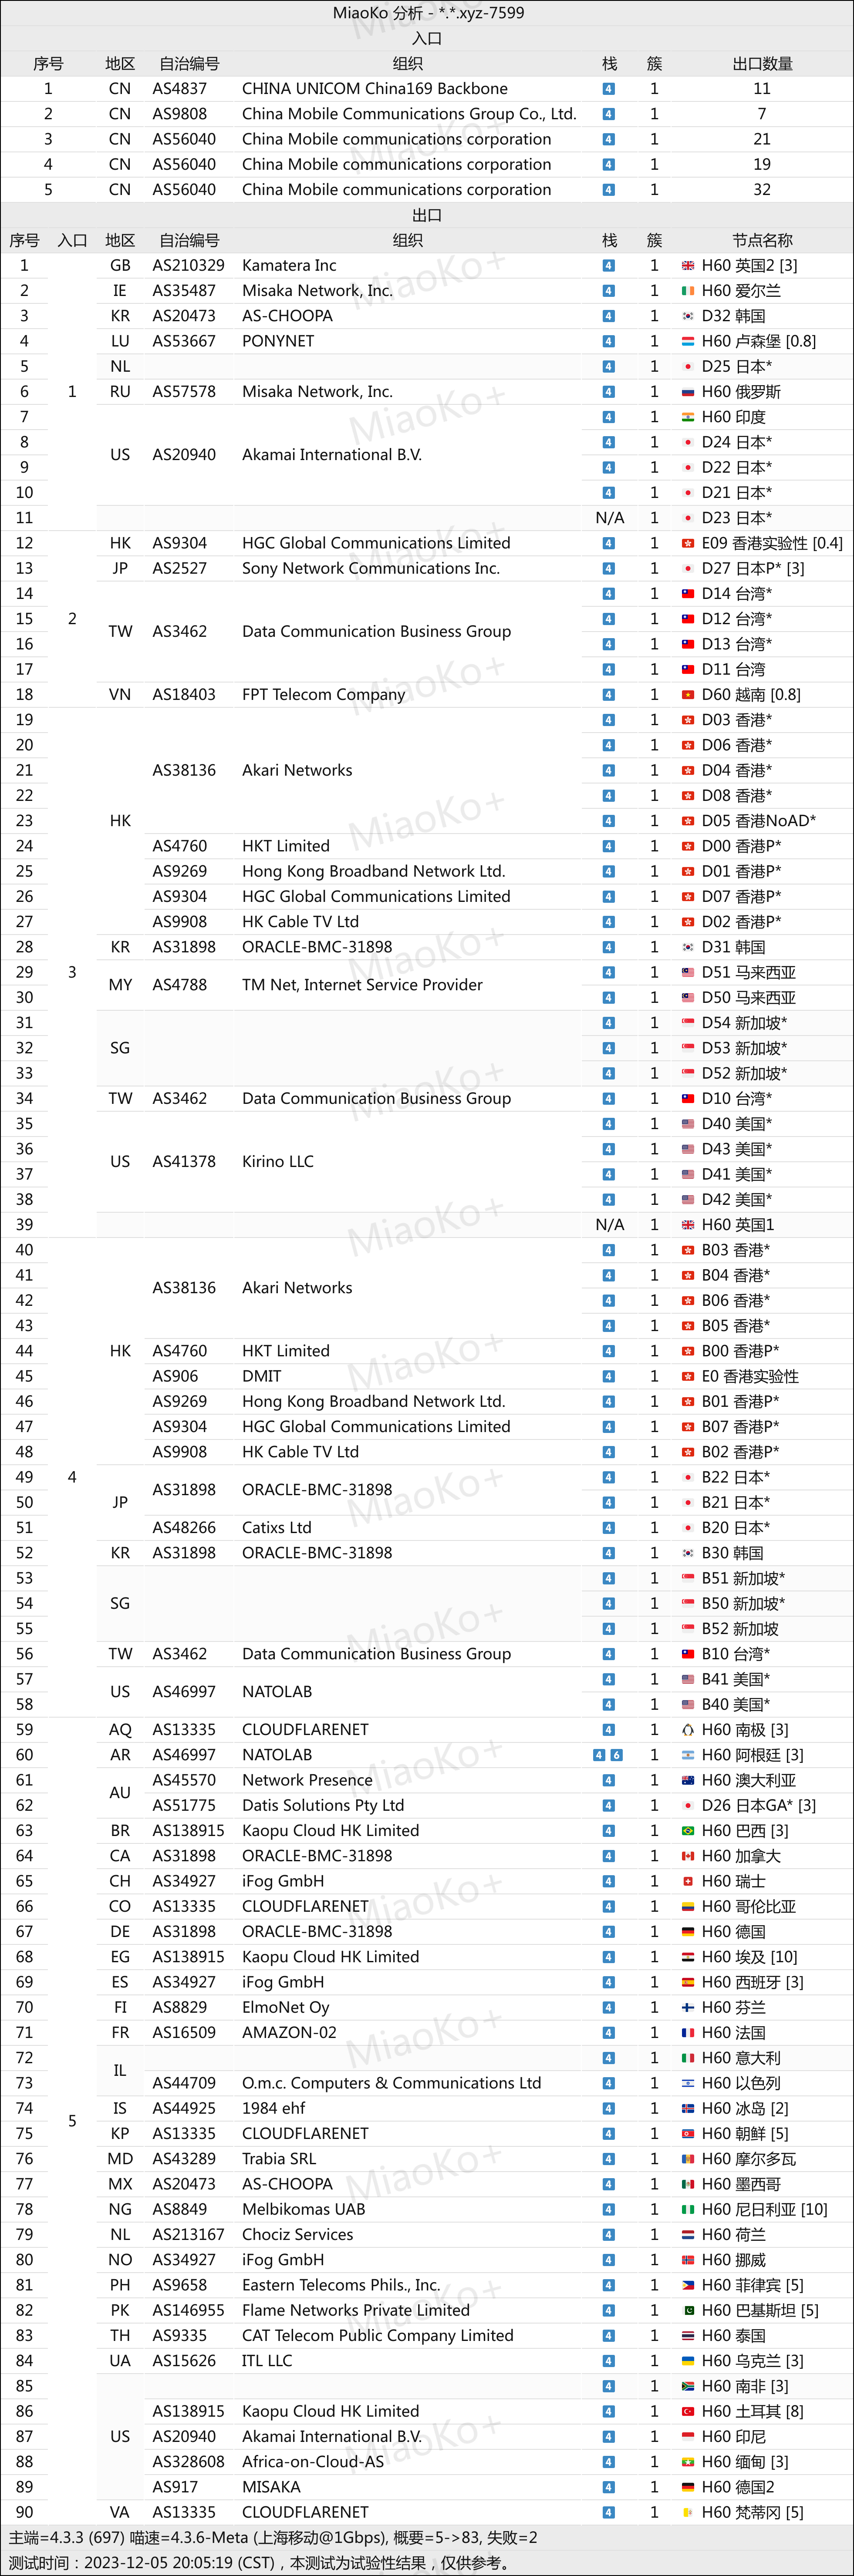 MiaoKo 分析 - *.*.xyz-7599
入口
序号 地区 自治编号 组织 栈 簇 出口数量
1 CN AS4837 CHINA UNICOM China169 Backbone 4 1 11
2 CN AS9808 China Mobile Communications Group Co., Ltd. 4 1 7
3 CN AS56040 China Mobile communications corporation 4 1 21
4 CN AS56040 China Mobile communications corporation 4 1 19
5 CN AS56040 China Mobile communications corporation 4 1 32
出口
序号 入口 地区 自治编号 组织 栈 簇 节点名称
1 GB AS210329 Kamatera Inc 4 1 H60 英国2 [3]
2 IE AS35487 Misaka Network, Inc. 4 1 H60 爱尔兰
3 KR AS20473 AS-CHOOPA 4 1 D32 韩国
4 LU AS53667 PONYNET 4 1 H60 卢森堡 [0.8]
5 NL 4 1 D25 日本*
6 1 RU AS57578 Misaka Network, Inc. 4 1 H60 俄罗斯
7 4 1 H60 印度
8 US AS20940 Akamai International B.V. 4 1 D24 日本*
9 4 1 D22 日本*
10 4 1 D21 日本*
11 N/A 1 D23 日本*
12 HK AS9304 HGC Global Communications Limited 4 1 E09 香港实验性 [0.4]
13 JP AS2527 Sony Network Communications Inc. 4 1 D27 日本P* [3]
14 4 1 D14 台湾*
15 2 TW AS3462 Data Communication Business Group 4 1 D12 台湾*
16 4 1 D13 台湾*
17 4 1 D11 台湾
18 VN AS18403 FPT Telecom Company 4 1 D60 越南 [0.8]
19 4 1 D03 香港*
20 4 1 D06 香港*
21 AS38136 Akari Networks 4 1 D04 香港*
22 4 1 D08 香港*
23 HK 4 1 D05 香港NoAD*
24 AS4760 HKT Limited 4 1 D00 香港P*
25 AS9269 Hong Kong Broadband Network Ltd. 4 1 D01 香港P*
26 AS9304 HGC Global Communications Limited 4 1 D07 香港P*
27 AS9908 HK Cable TV Ltd 4 1 D02 香港P*
28 KR AS31898 ORACLE-BMC-31898 4 1 D31 韩国
29 3 MY AS4788 TM Net, Internet Service Provider 4 1 D51 马来西亚
30 4 1 D50 马来西亚
31 4 1 D54 新加坡*
32 SG 4 1 D53 新加坡*
33 4 1 D52 新加坡*
34 TW AS3462 Data Communication Business Group 4 1 D10 台湾*
35 4 1 D40 美国*
36 US AS41378 Kirino LLC 4 1 D43 美国*
37 4 1 D41 美国*
38 4 1 D42 美国*
39 N/A 1 H60 英国1
40 4 1 B03 香港*
41 AS38136 Akari Networks 4 1 B04 香港*
42 4 1 B06 香港*
43 4 1 B05 香港*
44 HK AS4760 HKT Limited 4 1 B00 香港P*
45 AS906 DMIT 4 1 E0 香港实验性
46 AS9269 Hong Kong Broadband Network Ltd. 4 1 B01 香港P*
47 AS9304 HGC Global Communications Limited 4 1 B07 香港P*
48 AS9908 HK Cable TV Ltd 4 1 B02 香港P*
49 4 AS31898 ORACLE-BMC-31898 4 1 B22 日本*
50 JP 4 1 B21 日本*
51 AS48266 Catixs Ltd 4 1 B20 日本*
52 KR AS31898 ORACLE-BMC-31898 4 1 B30 韩国
53 4 1 B51 新加坡*
54 SG 4 1 B50 新加坡*
55 4 1 B52 新加坡
56 TW AS3462 Data Communication Business Group 4 1 B10 台湾*
57 US AS46997 NATOLAB 4 1 B41 美国*
58 4 1 B40 美国*
59 AQ AS13335 CLOUDFLARENET 4 1 H60 南极 [3]
60 AR AS46997 NATOLAB 4 6 1 H60 阿根廷 [3]
61 AU AS45570 Network Presence 4 1 H60 澳大利亚
62 AS51775 Datis Solutions Pty Ltd 4 1 D26 日本GA* [3]
63 BR AS138915 Kaopu Cloud HK Limited 4 1 H60 巴西 [3]
64 CA AS31898 ORACLE-BMC-31898 4 1 H60 加拿大
65 CH AS34927 iFog GmbH 4 1 H60 瑞士
66 CO AS13335 CLOUDFLARENET 4 1 H60 哥伦比亚
67 DE AS31898 ORACLE-BMC-31898 4 1 H60 德国
68 EG AS138915 Kaopu Cloud HK Limited 4 1 H60 埃及 [10]
69 ES AS34927 iFog GmbH 4 1 H60 西班牙 [3]
70 FI AS8829 ElmoNet Oy 4 1 H60 芬兰
71 FR AS16509 AMAZON-02 4 1 H60 法国
72 IL 4 1 H60 意大利
73 AS44709 O.m.c. Computers & Communications Ltd 4 1 H60 以色列
74 IS AS44925 1984 ehf 4 1 H60 冰岛 [2]
75 5 KP AS13335 CLOUDFLARENET 4 1 H60 朝鲜 [5]
76 MD AS43289 Trabia SRL 4 1 H60 摩尔多瓦
77 MX AS20473 AS-CHOOPA 4 1 H60 墨西哥
78 NG AS8849 Melbikomas UAB 4 1 H60 尼日利亚 [10]
79 NL AS213167 Chociz Services 4 1 H60 荷兰
80 NO AS34927 iFog GmbH 4 1 H60 挪威
81 PH AS9658 Eastern Telecoms Phils., Inc. 4 1 H60 菲律宾 [5]
82 PK AS146955 Flame Networks Private Limited 4 1 H60 巴基斯坦 [5]
83 TH AS9335 CAT Telecom Public Company Limited 4 1 H60 泰国
84 UA AS15626 ITL LLC 4 1 H60 乌克兰 [3]
85 4 1 H60 南非 [3]
86 AS138915 Kaopu Cloud HK Limited 4 1 H60 土耳其 [8]
87 US AS20940 Akamai International B.V. 4 1 H60 印尼
88 AS328608 Africa-on-Cloud-AS 4 1 H60 缅甸 [3]
89 AS917 MISAKA 4 1 H60 德国2
90 VA AS13335 CLOUDFLARENET 4 1 H60 梵蒂冈 [5]
主端=4.3.3 (697) 喵速=4.3.6-Meta (上海移动@1Gbps), 概要=5->83, 失败=2
测试时间：2023-12-05 20:05:19 (CST)，本测试为试验性结果，仅供参考。